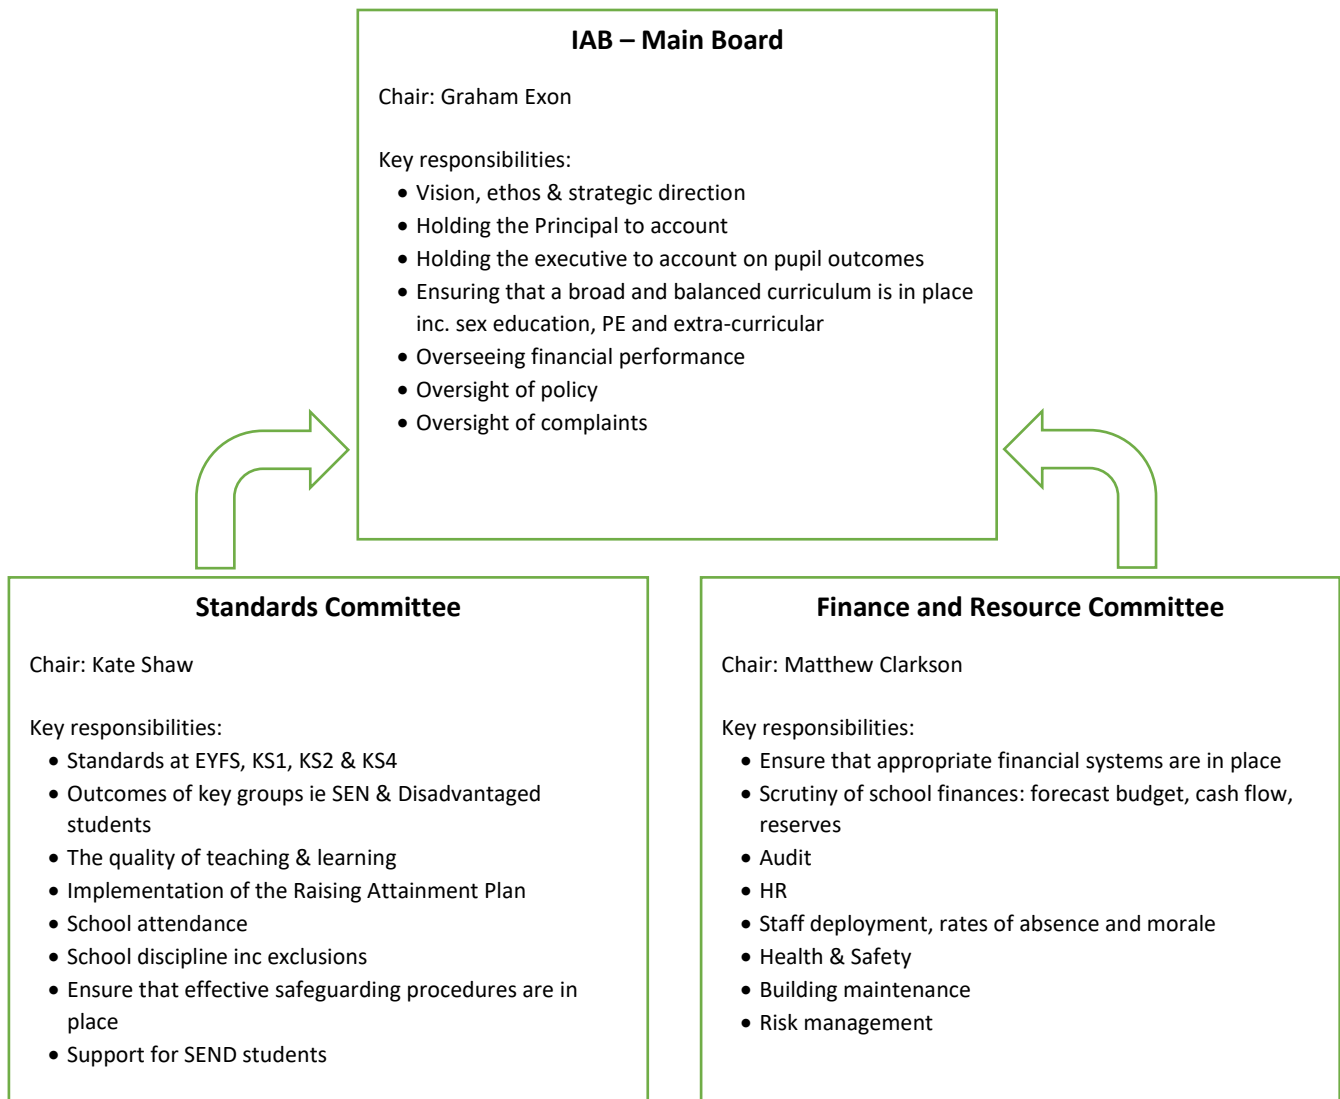 IAB – Main Board
Chair: Graham Exon
Key responsibilities:
• Vision, ethos & strategic direction
• Holding the Principal to account
• Holding the executive to account on pupil outcomes
• Ensuring that a broad and balanced curriculum is in place
inc. sex education, PE and extra-curricular
• Overseeing financial performance
• Oversight of policy
• Oversight of complaints
Standards Committee
Chair: Kate Shaw
Key responsibilities:
• Standards at EYFS, KS1, KS2 & KS4
• Outcomes of key groups ie SEN & Disadvantaged
students
• The quality of teaching & learning
• Implementation of the Raising Attainment Plan
• School attendance
• School discipline inc exclusions
• Ensure that effective safeguarding procedures are in
place
• Support for SEND students
Finance and Resource Committee
Chair: Matthew Clarkson
Key responsibilities:
• Ensure that appropriate financial systems are in place
• Scrutiny of school finances: forecast budget, cash flow,
reserves
• Audit
• HR
• Staff deployment, rates of absence and morale
• Health & Safety
• Building maintenance
• Risk management